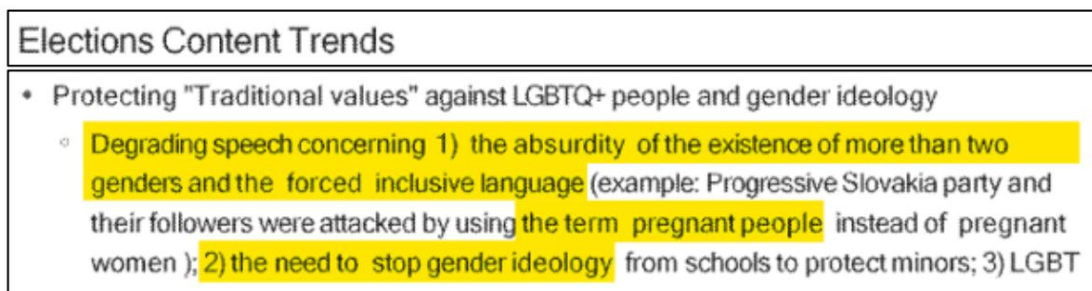 Elections Content Trends
• Protecting "Traditional values" against LGBTQ+ people and gender ideology
○ Degrading speech concerning 1) the absurdity of the existence of more than two
genders and the forced inclusive language (example: Progressive Slovakia party and
their followers were attacked by using the term pregnant people instead of pregnant
women ); 2) the need to stop gender ideology from schools to protect minors; 3) LGBT